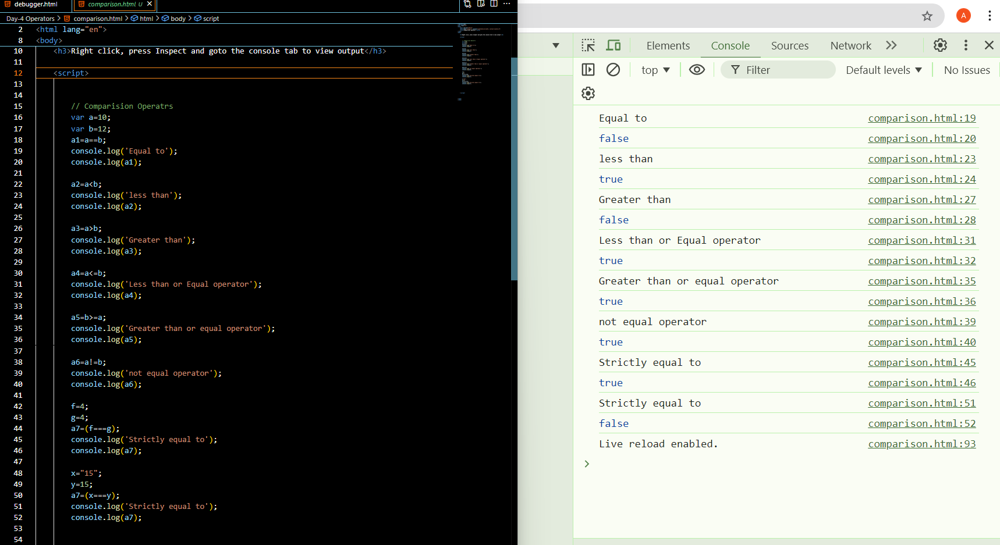 debugger.html
comparison.html U
Day-4 Operators > comparison.html > html > body > script
2 <html lang="en">
8 <body>
10 <h3>Right click, press Inspect and goto the console tab to view output</h3>
11
12 <script>
13
14
15 // Comparision Operatrs
16 var a=10;
17 var b=12;
18 a1=a==b;
19 console.log('Equal to');
20 console.log(a1);
21
22 a2=a<b;
23 console.log('less than');
24 console.log(a2);
25
26 a3=a>b;
27 console.log('Greater than');
28 console.log(a3);
29
30 a4=a<=b;
31 console.log('Less than or Equal operator');
32 console.log(a4);
33
34 a5=b>=a;
35 console.log('Greater than or equal operator');
36 console.log(a5);
37
38 a6=a!=b;
39 console.log('not equal operator');
40 console.log(a6);
41
42 f=4;
43 g=4;
44 a7=(f===g);
45 console.log('Strictly equal to');
46 console.log(a7);
47
48 x="15";
49 y=15;
50 a7=(x===y);
51 console.log('Strictly equal to');
52 console.log(a7);
53
54
A
Elements Console Sources Network
top Filter Default levels No Issues
Equal to comparison.html:19
false comparison.html:20
less than comparison.html:23
true comparison.html:24
Greater than comparison.html:27
false comparison.html:28
Less than or Equal operator comparison.html:31
true comparison.html:32
Greater than or equal operator comparison.html:35
true comparison.html:36
not equal operator comparison.html:39
true comparison.html:40
Strictly equal to comparison.html:45
true comparison.html:46
Strictly equal to comparison.html:51
false comparison.html:52
Live reload enabled. comparison.html:93